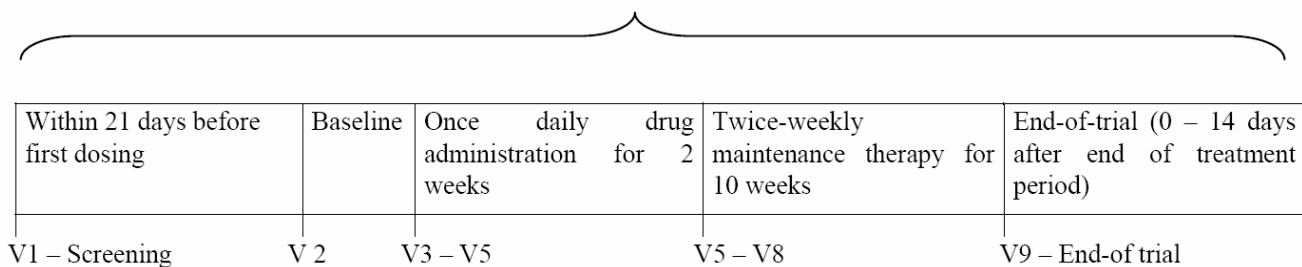 Within 21 days before
first dosing
Baseline
Once daily drug
administration for 2
weeks
Twice-weekly
maintenance therapy for
10 weeks
End-of-trial (0 – 14 days
after end of treatment
period)
V1 – Screening
V 2
V3 – V5
V5 – V8
V9 – End-of trial